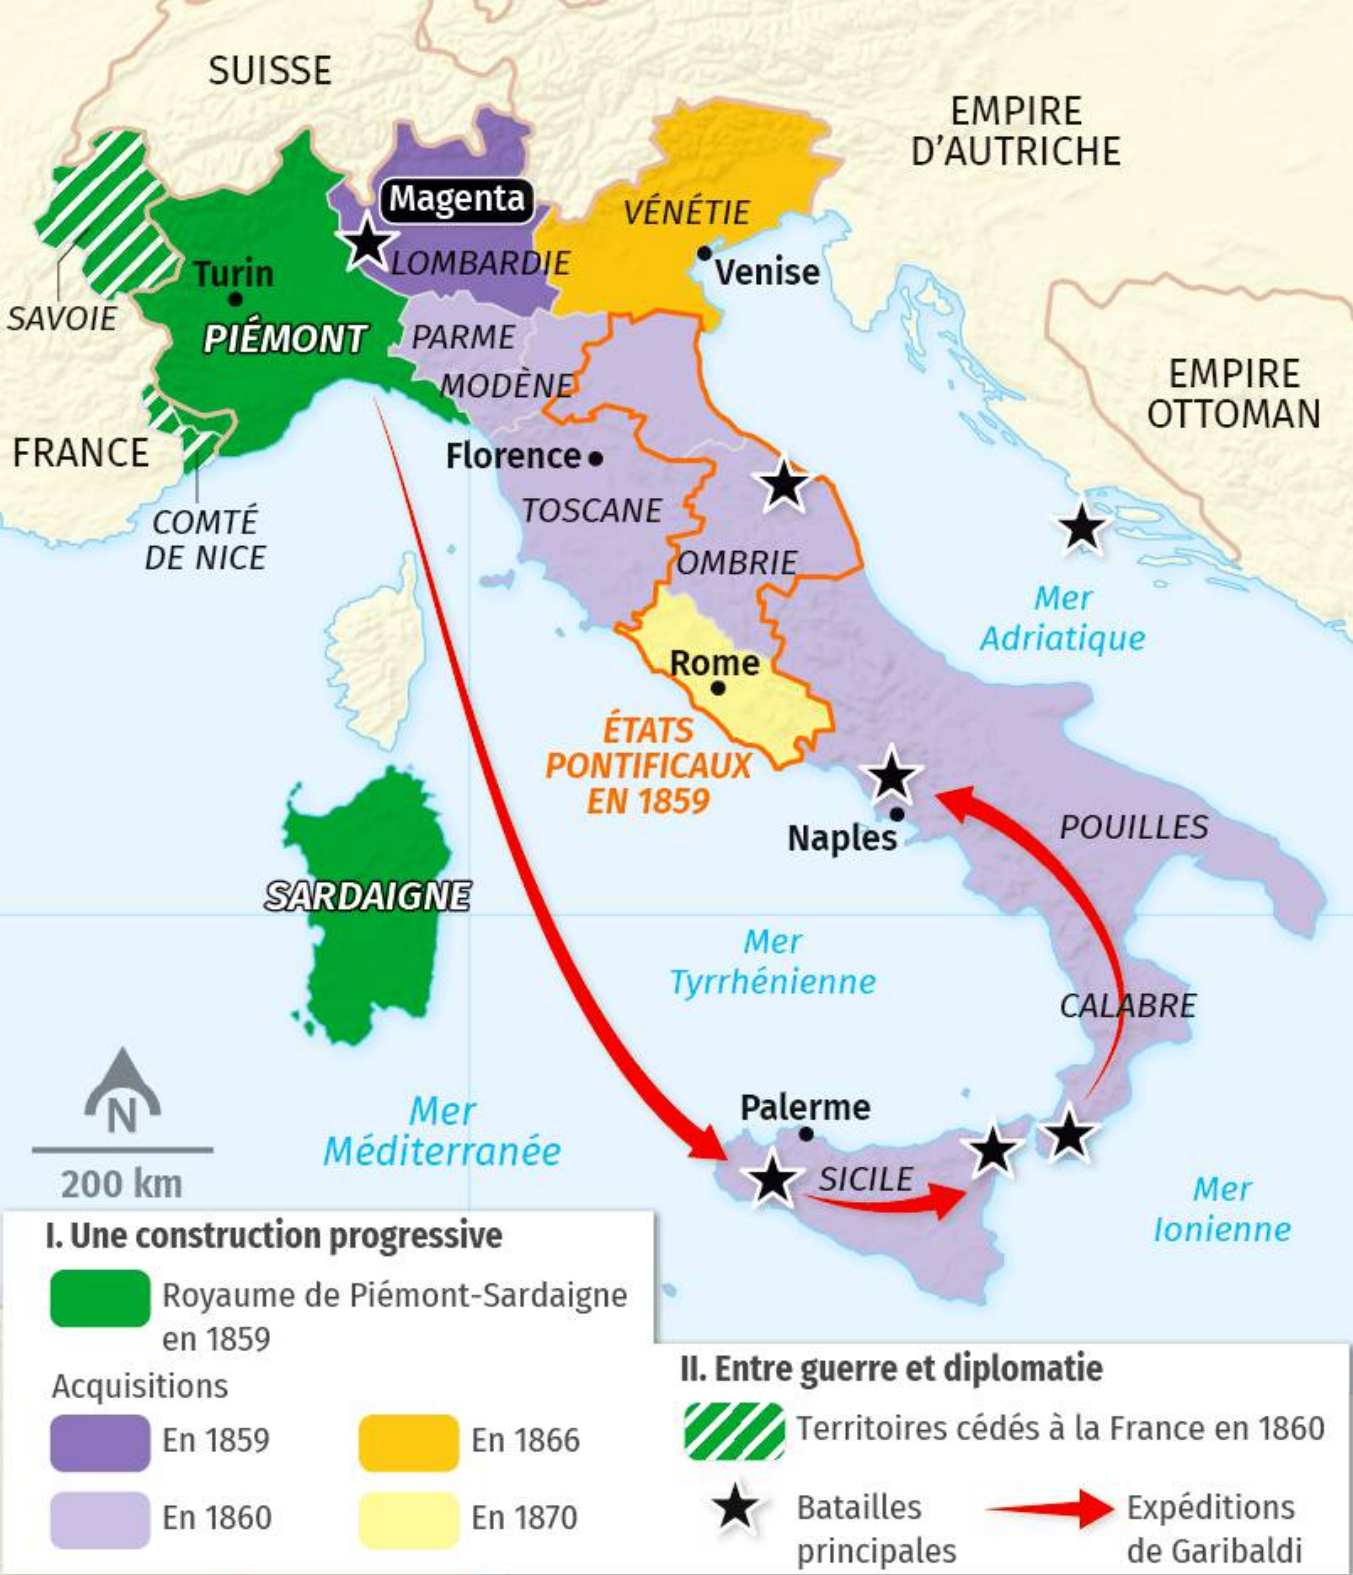 SUISSE
EMPIRE
D'AUTRICHE
Magenta
VÉNÉTIE
LOMBARDIE
Venise
Turin
SAVOIE
PIÉMONT
PARME
MODÈNE
EMPIRE
OTTOMAN
FRANCE
Florence
TOSCANE
COMTÉ
DE NICE
OMBRIE
Mer
Adriatique
Rome
ÉTATS
PONTIFICAUX
EN 1859
Naples
POUILLES
SARDAIGNE
Mer
Tyrrhénienne
CALABRE
N
200 km
Mer
Méditerranée
Palerme
SICILE
Mer
Ionienne
I. Une construction progressive
Royaume de Piémont-Sardaigne
en 1859
Acquisitions
En 1859
En 1866
En 1860
En 1870
II. Entre guerre et diplomatie
Territoires cédés à la France en 1860
Batailles
principales
Expéditions
de Garibaldi